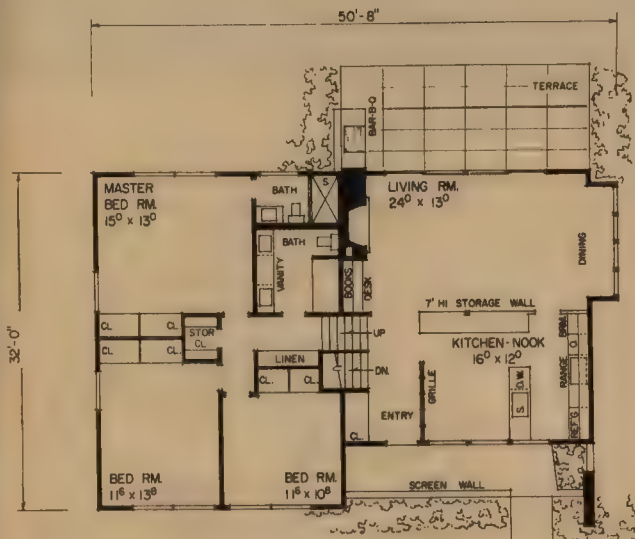 50'-8"
TERRACE
BAR-B-Q
MASTER
BED RM.
15⁰ x 13⁰
BATH
S
LIVING RM.
24⁰ x 13⁰
BATH
VANITY
BOOKS
DESK
DINING
32'-0"
7' HI STORAGE WALL
CL.
CL.
STOR
CL.
CL.
CL.
UP
KITCHEN-NOOK
16⁰ x 12⁰
BRM.
O.
RANGE
LINEN
CL.
CL.
DN.
GRILLE
D.W.
S.
REF'G
ENTRY
CL.
BED RM.
11⁶ x 13⁸
BED RM.
11⁶ x 10⁸
SCREEN WALL